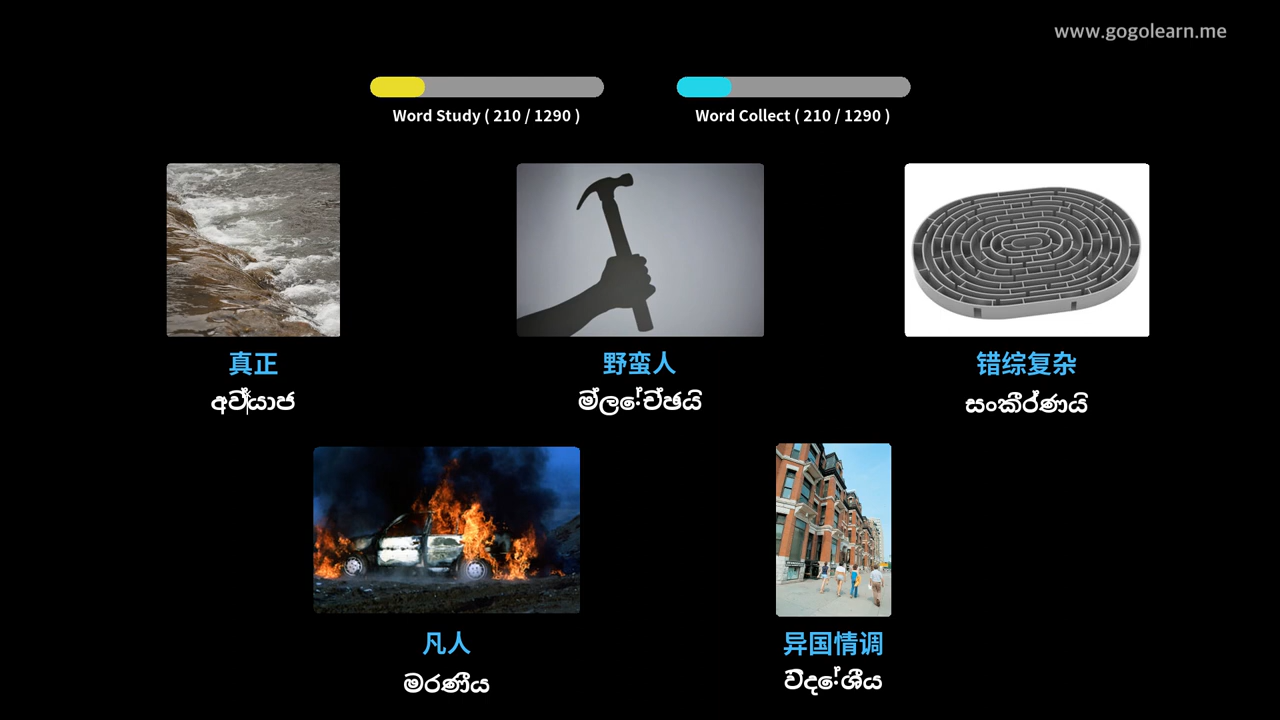 www.gogolearn.me
Word Study ( 210 / 1290 )
Word Collect ( 210 / 1290 )
真正
野蛮人
错综复杂
අව්‍යාජ
ම්ලේච්ඡයි
සංකීර්ණයි
凡人
异国情调
මරණීය
විදේශීය